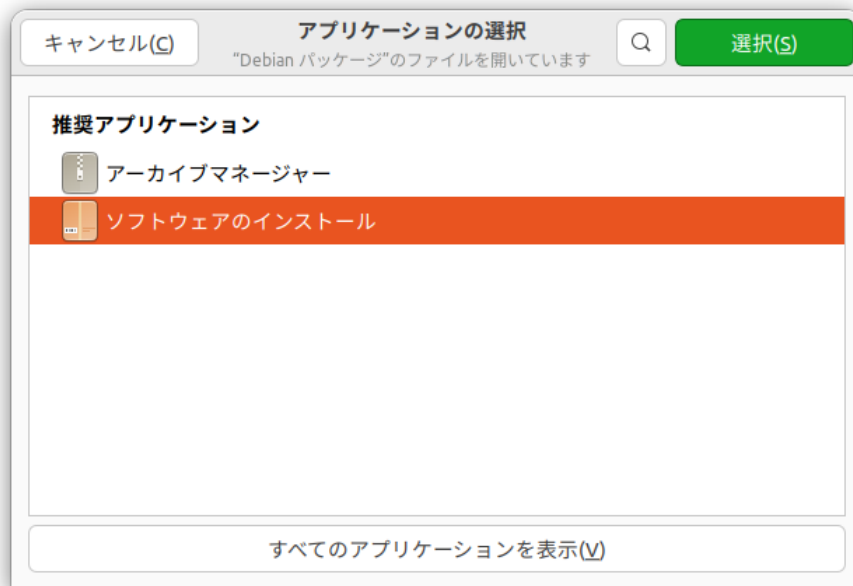 キャンセル(C)
アプリケーションの選択
“Debian パッケージ”のファイルを開いています
選択(S)
推奨アプリケーション
アーカイブマネージャー
ソフトウェアのインストール
すべてのアプリケーションを表示(V)